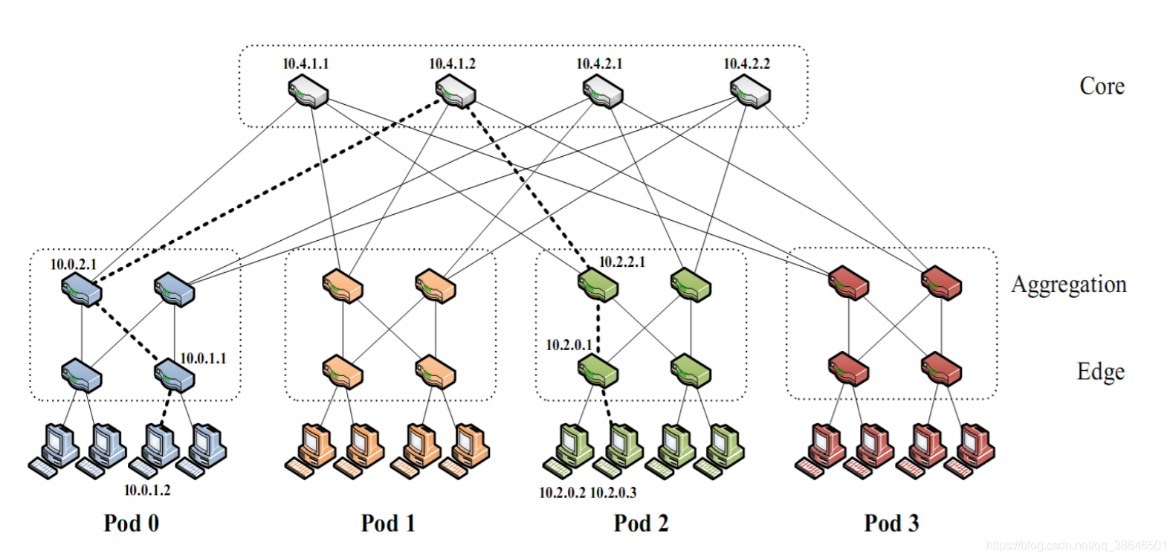 10.4.1.1 10.4.1.2 10.4.2.1 10.4.2.2
Core
10.0.2.1 10.2.2.1
Aggregation
10.0.1.1 10.2.0.1
Edge
10.0.1.2 10.2.0.2 10.2.0.3
Pod 0 Pod 1 Pod 2 Pod 3
https://blog.csdn.net/qq_38646501